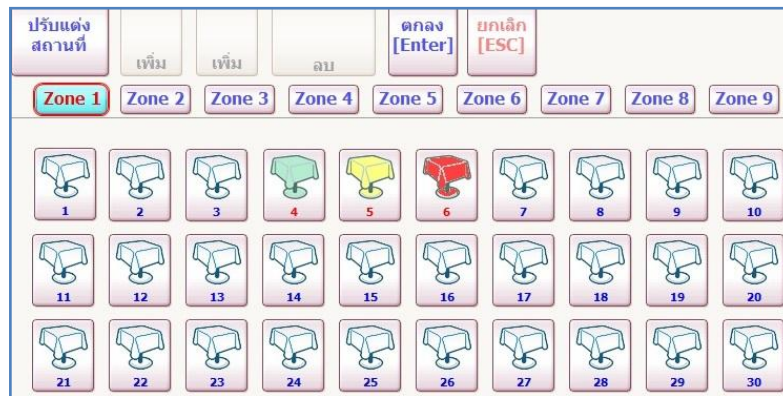 ปรับแต่ง
สถานที่
เพิ่ม
เพิ่ม
ลบ
ตกลง
[Enter]
ยกเลิก
[ESC]
Zone 1 Zone 2 Zone 3 Zone 4 Zone 5 Zone 6 Zone 7 Zone 8 Zone 9
1 2 3 4 5 6 7 8 9 10
11 12 13 14 15 16 17 18 19 20
21 22 23 24 25 26 27 28 29 30